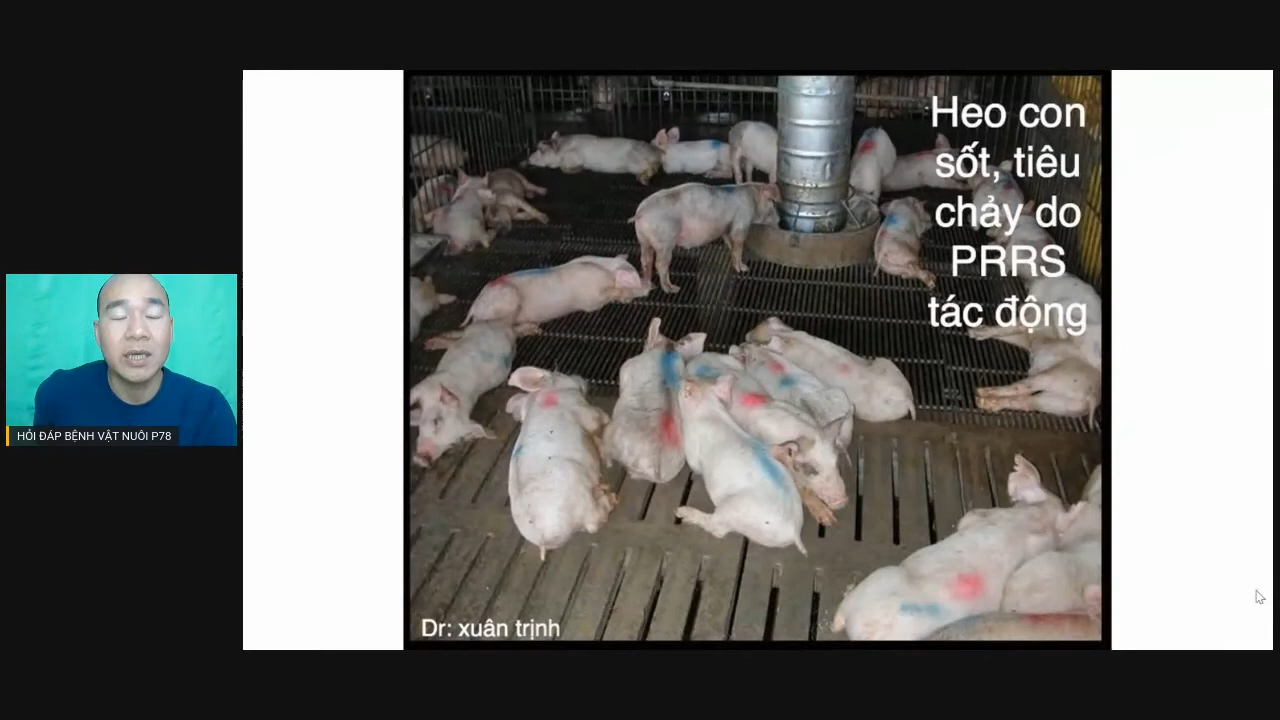 Heo con
sốt, tiêu
chảy do
PRRS
tác động
HỎI ĐÁP BỆNH VẬT NUÔI P78
Dr: xuân trịnh